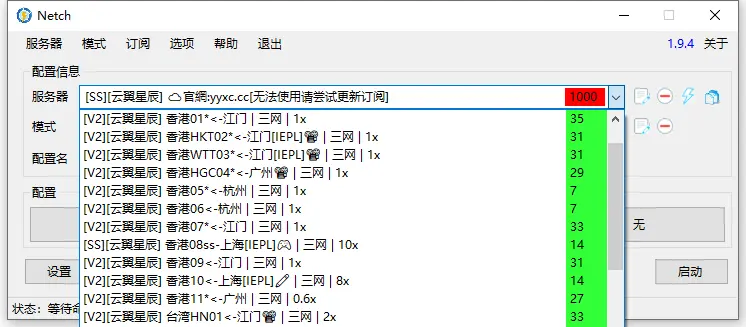 Netch
服务器 模式 订阅 选项 帮助 退出 1.9.4 关于
配置信息
服务器 [SS][云翼星辰] ☁官網:yyxc.cc[无法使用请尝试更新订阅] 1000
[V2][云翼星辰] 香港01*<-江门 | 三网 | 1x 35
模式 [V2][云翼星辰] 香港HKT02*<-江门[IEPL]📽 | 三网 | 1x 31
[V2][云翼星辰] 香港WTT03*<-江门[IEPL]📽 | 三网 | 1x 31
配置名 [V2][云翼星辰] 香港HGC04*<-广州📽 | 三网 | 1x 29
[V2][云翼星辰] 香港05*<-杭州 | 三网 | 1x 7
配置 [V2][云翼星辰] 香港06<-杭州 | 三网 | 1x 7
[V2][云翼星辰] 香港07*<-江门 | 三网 | 1x 33
无
[SS][云翼星辰] 香港08ss-上海[IEPL]🎮 | 三网 | 10x 14
[V2][云翼星辰] 香港09<-江门 | 三网 | 1x 31
设置 [V2][云翼星辰] 香港10<-上海[IEPL]🖊 | 三网 | 8x 14 启动
[V2][云翼星辰] 香港11*<-广州 | 三网 | 0.6x 27
状态：等待命 [V2][云翼星辰] 台湾HN01<-江门📽 | 三网 | 2x 33